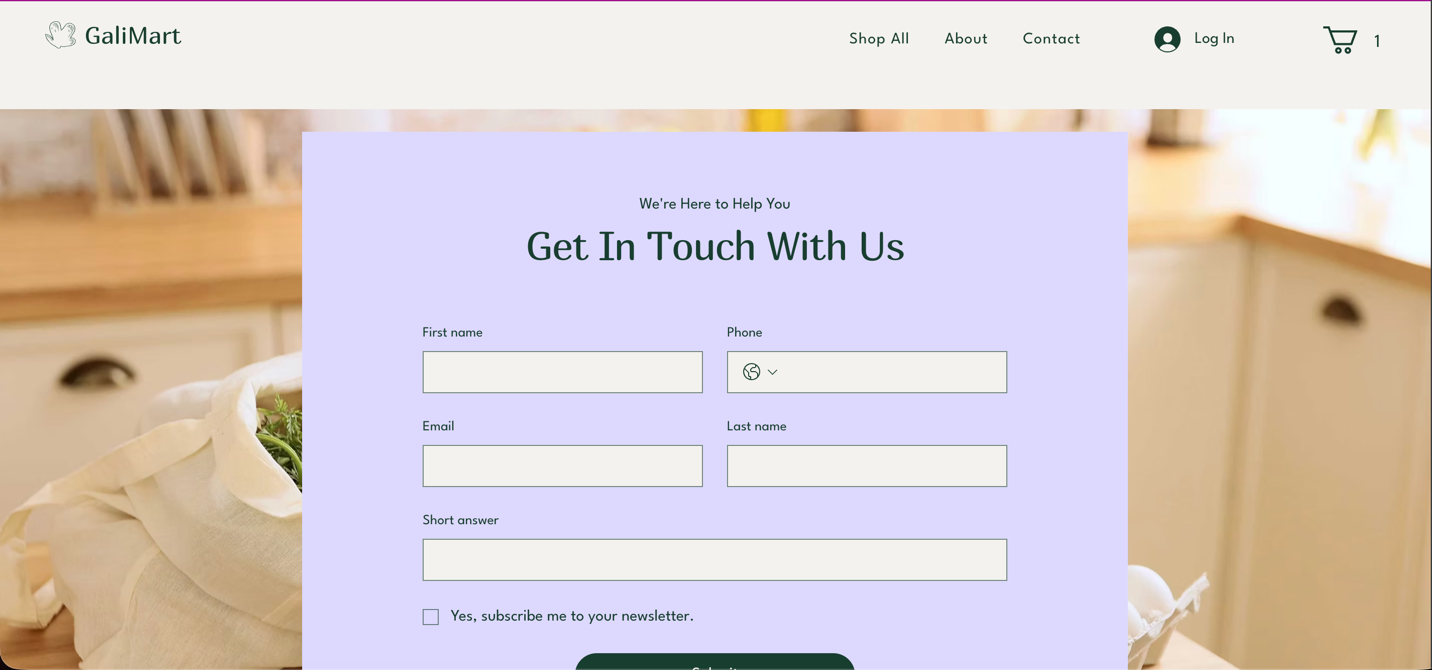 GaliMart
Shop All
About
Contact
Log In
1
We're Here to Help You
Get In Touch With Us
First name
Phone
Email
Last name
Short answer
Yes, subscribe me to your newsletter.